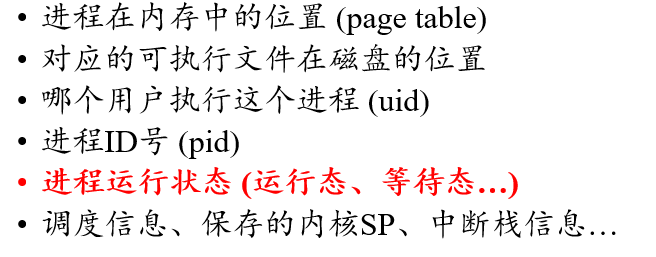 • 进程在内存中的位置 (page table)
• 对应的可执行文件在磁盘的位置
• 哪个用户执行这个进程 (uid)
• 进程ID号 (pid)
• 进程运行状态 (运行态、等待态…)
• 调度信息、保存的内核SP、中断栈信息…